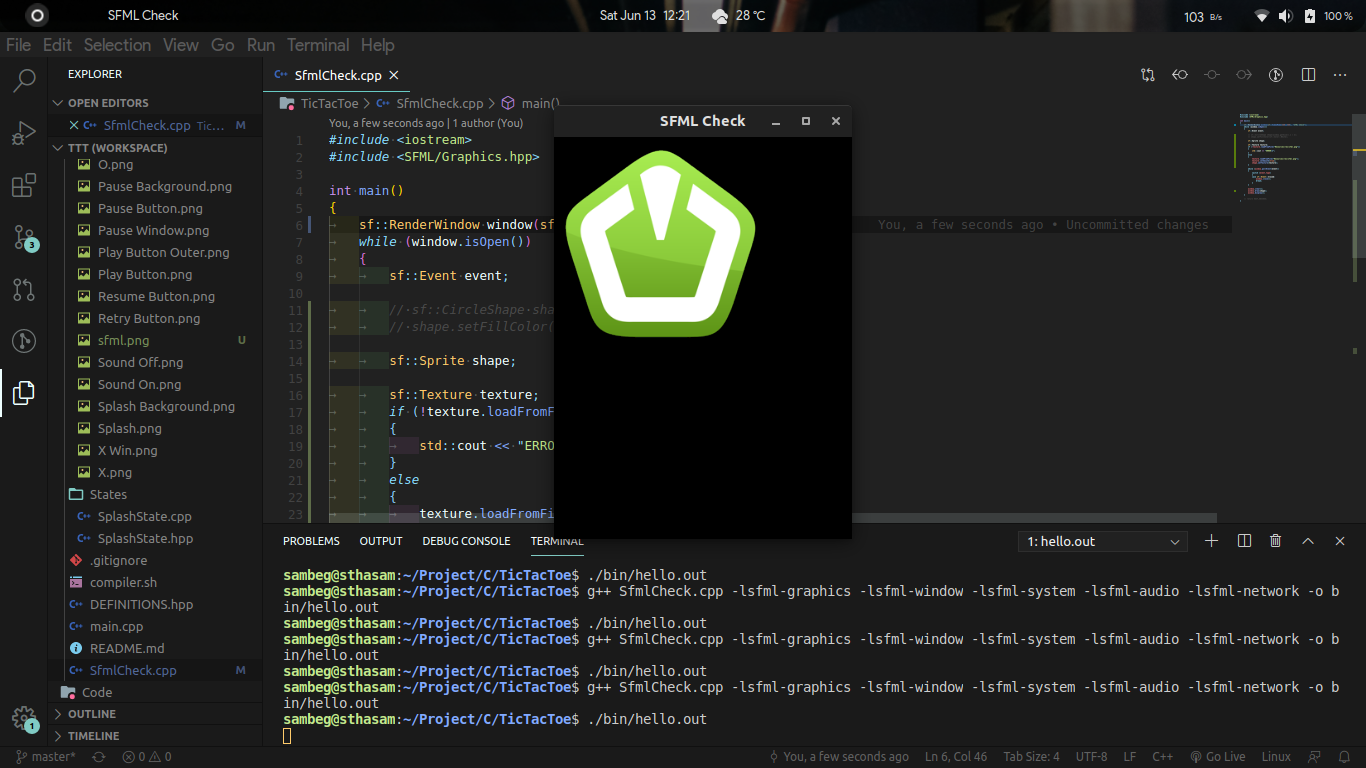 SFML Check
Sat Jun 13 12:21
28 °C
103 B/s
100 %
File Edit Selection View Go Run Terminal Help
EXPLORER
OPEN EDITORS
SfmlCheck.cpp Tic... M
TTT (WORKSPACE)
O.png
Pause Background.png
Pause Button.png
Pause Window.png
Play Button Outer.png
Play Button.png
Resume Button.png
Retry Button.png
sfml.png U
Sound Off.png
Sound On.png
Splash Background.png
Splash.png
X Win.png
X.png
States
SplashState.cpp
SplashState.hpp
.gitignore
compiler.sh
DEFINITIONS.hpp
main.cpp
README.md
SfmlCheck.cpp M
Code
OUTLINE
TIMELINE
3
1
SfmlCheck.cpp
TicTacToe > SfmlCheck.cpp > main()
You, a few seconds ago | 1 author (You)
1 #include <iostream>
2 #include <SFML/Graphics.hpp>
3
4 int main()
5 {
6 sf::RenderWindow window(sf
You, a few seconds ago • Uncommitted changes
7 while (window.isOpen())
8 {
9 sf::Event event;
10
11 // sf::CircleShape sha
12 // shape.setFillColor(
13
14 sf::Sprite shape;
15
16 sf::Texture texture;
17 if (!texture.loadFromF
18 {
19 std::cout << "ERRO
20 }
21 else
22 {
23 texture.loadFromFi
SFML Check
PROBLEMS OUTPUT DEBUG CONSOLE TERMINAL
1: hello.out
sambeg@sthasam:~/Project/C/TicTacToe$ ./bin/hello.out
sambeg@sthasam:~/Project/C/TicTacToe$ g++ SfmlCheck.cpp -lsfml-graphics -lsfml-window -lsfml-system -lsfml-audio -lsfml-network -o b
in/hello.out
sambeg@sthasam:~/Project/C/TicTacToe$ ./bin/hello.out
sambeg@sthasam:~/Project/C/TicTacToe$ g++ SfmlCheck.cpp -lsfml-graphics -lsfml-window -lsfml-system -lsfml-audio -lsfml-network -o b
in/hello.out
sambeg@sthasam:~/Project/C/TicTacToe$ ./bin/hello.out
sambeg@sthasam:~/Project/C/TicTacToe$ g++ SfmlCheck.cpp -lsfml-graphics -lsfml-window -lsfml-system -lsfml-audio -lsfml-network -o b
in/hello.out
sambeg@sthasam:~/Project/C/TicTacToe$ ./bin/hello.out
master* 0 0
You, a few seconds ago Ln 6, Col 46 Tab Size: 4 UTF-8 LF C++ Go Live Linux